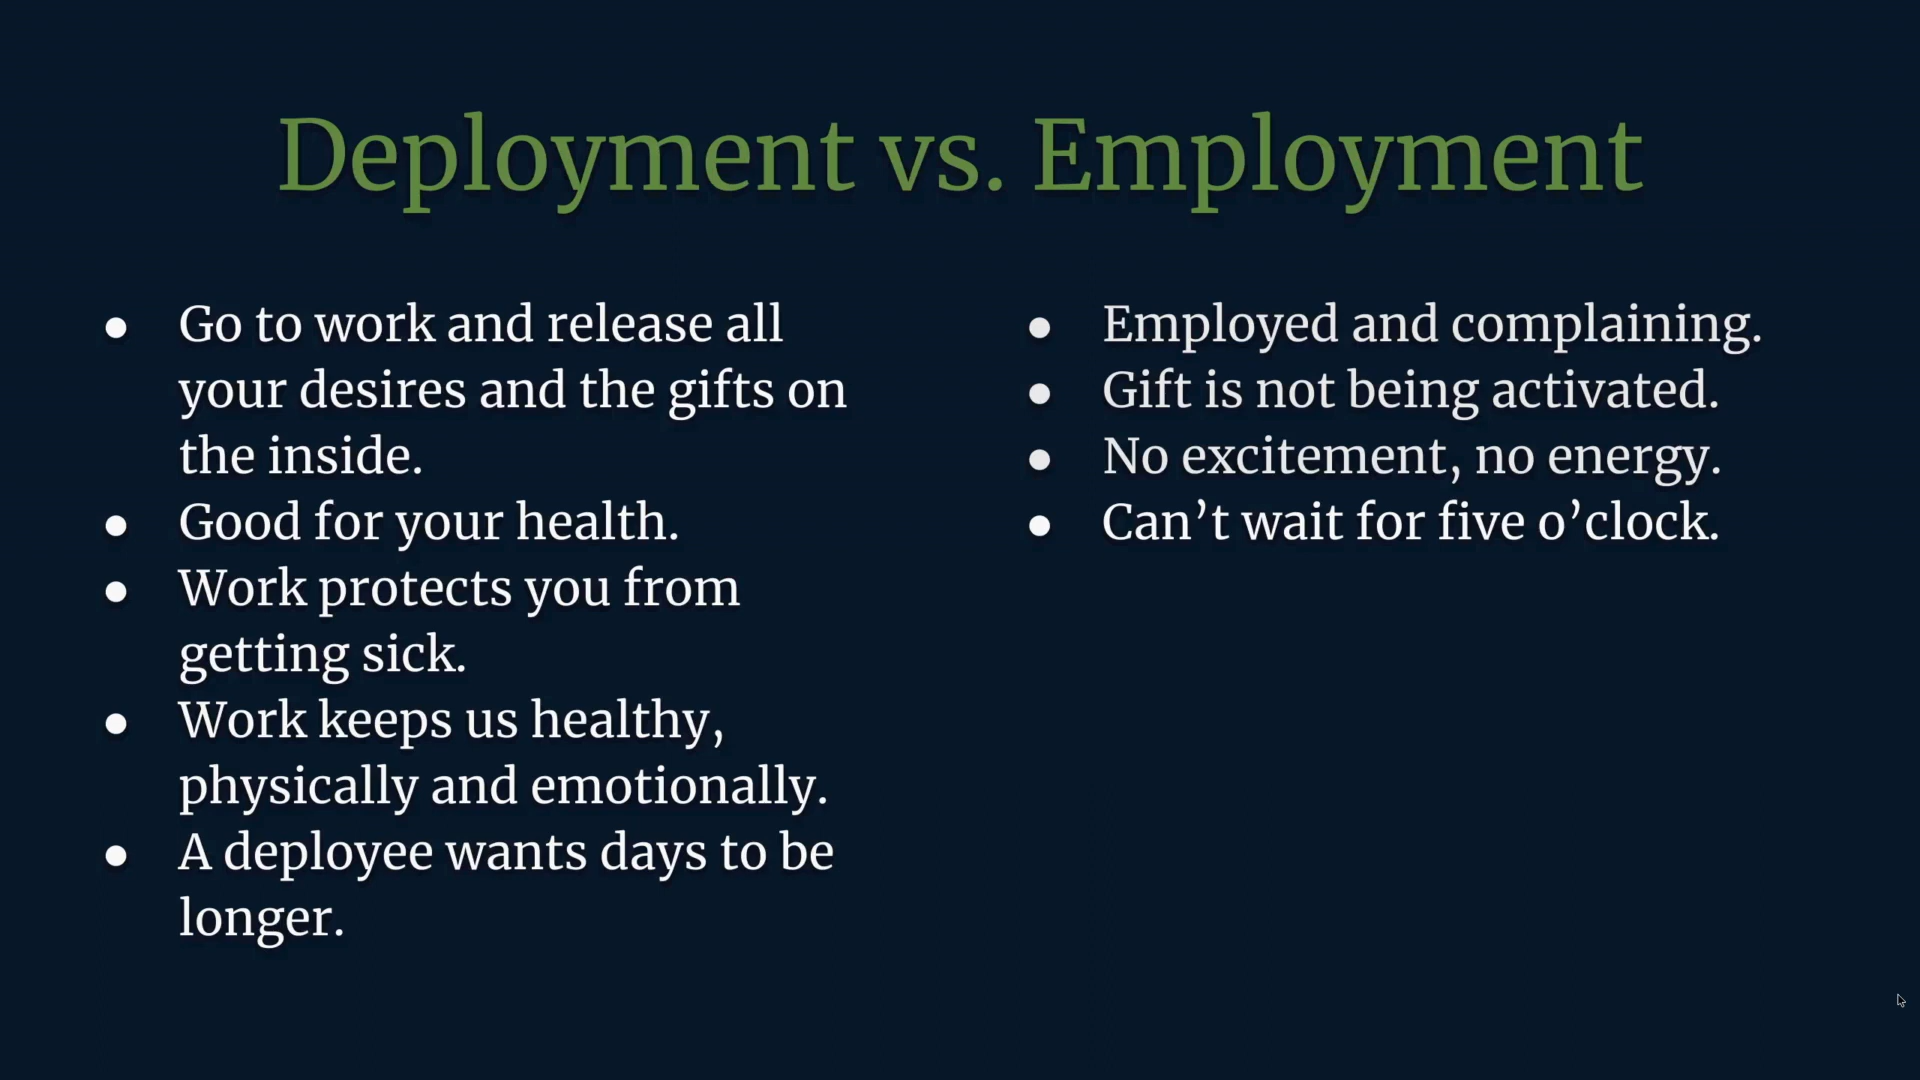 Deployment vs. Employment
● Go to work and release all
your desires and the gifts on
the inside.
● Good for your health.
● Work protects you from
getting sick.
● Work keeps us healthy,
physically and emotionally.
● A deployee wants days to be
longer.
● Employed and complaining.
● Gift is not being activated.
● No excitement, no energy.
● Can’t wait for five o’clock.